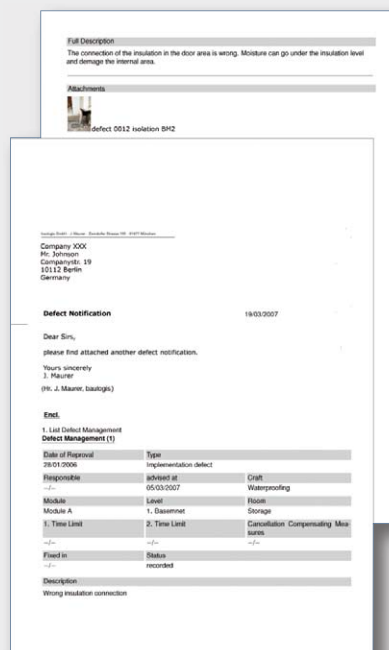 Full Description
The connection of the insulation in the door area is wrong. Moisture can go under the insulation level
and demage the internal area.
Attachments
defect 0012 isolation BM2
Company XXX
Mr. Johnson
Companystr. 19
10112 Berlin
Germany
Defect Notification 19/03/2007
Dear Sirs,
please find attached another defect notification.
Yours sincerely
J. Maurer
(Hr. J. Maurer, baulogis)
Encl.
1. List Defect Management
Defect Management (1)
Date of Reproval Type
28/01/2006 Implementation defect
Responsible advised at Craft
--/-- 05/03/2007 Waterproofing
Module Level Room
Module A 1. Basemnet Storage
1. Time Limit 2. Time Limit Cancellation Compensating Mea-
sures
--/-- --/-- --/--
Fixed in Status
--/-- recorded
Description
Wrong insulation connection